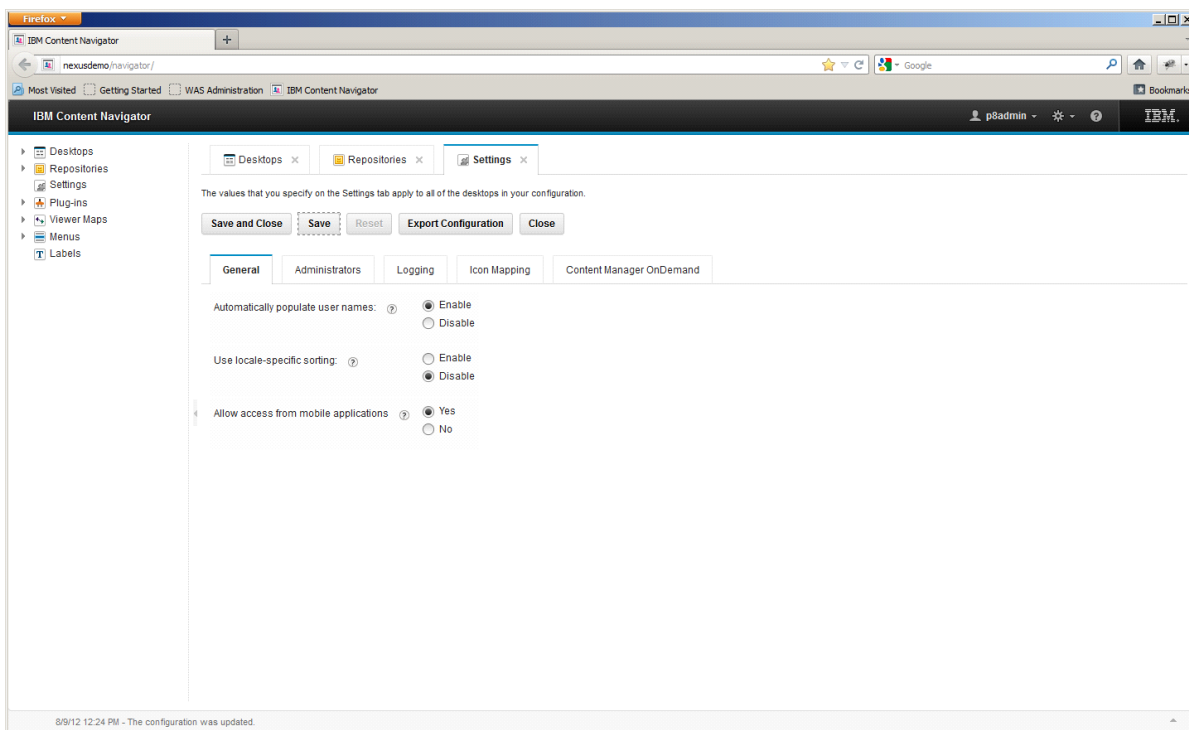 Firefox
IBM Content Navigator
nexusdemo/navigator/
Google
Most Visited Getting Started WAS Administration IBM Content Navigator Bookmarks
IBM Content Navigator p8admin IBM.
Desktops
Repositories
Settings
Plug-ins
Viewer Maps
Menus
Labels
Desktops Repositories Settings
The values that you specify on the Settings tab apply to all of the desktops in your configuration.
Save and Close Save Reset Export Configuration Close
General Administrators Logging Icon Mapping Content Manager OnDemand
Automatically populate user names: Enable
Disable
Use locale-specific sorting: Enable
Disable
Allow access from mobile applications Yes
No
8/9/12 12:24 PM - The configuration was updated.